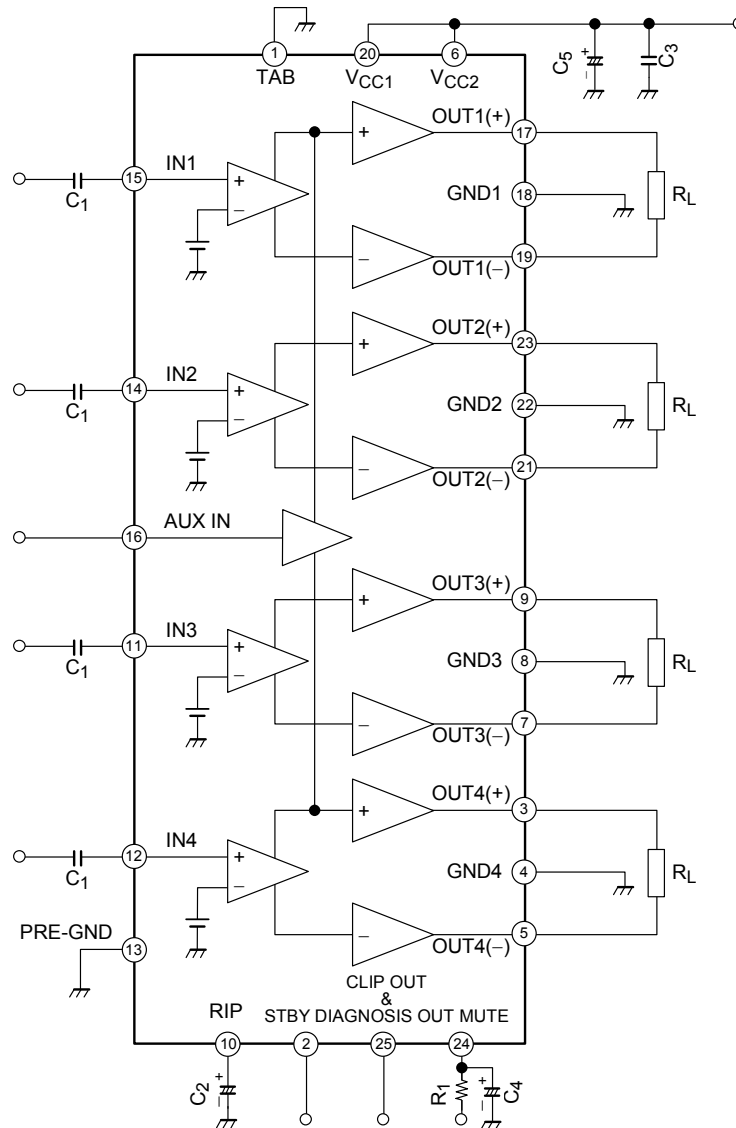 1
TAB
20
VCC1
6
VCC2
C5
+
−
C3
OUT1(+)
17
15
IN1
C1
+
−
+
GND1
18
RL
−
OUT1(−)
19
OUT2(+)
23
14
IN2
C1
+
−
+
GND2
22
RL
−
OUT2(−)
21
16
AUX IN
OUT3(+)
9
11
IN3
C1
+
−
+
GND3
8
RL
−
OUT3(−)
7
OUT4(+)
3
12
IN4
C1
+
−
+
GND4
4
RL
−
OUT4(−)
5
PRE-GND
13
CLIP OUT
&
RIP
STBY DIAGNOSIS OUT MUTE
10
2
25
24
C2
+
−
R1
+
−
C4